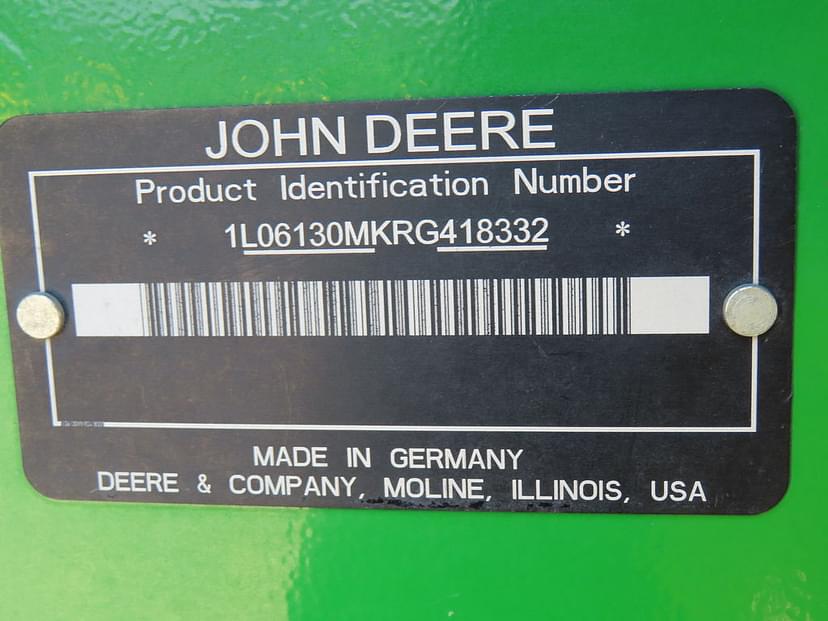 JOHN DEERE
Product Identification Number
* 1L06130MKRG418332 *
MADE IN GERMANY
DEERE & COMPANY, MOLINE, ILLINOIS, USA